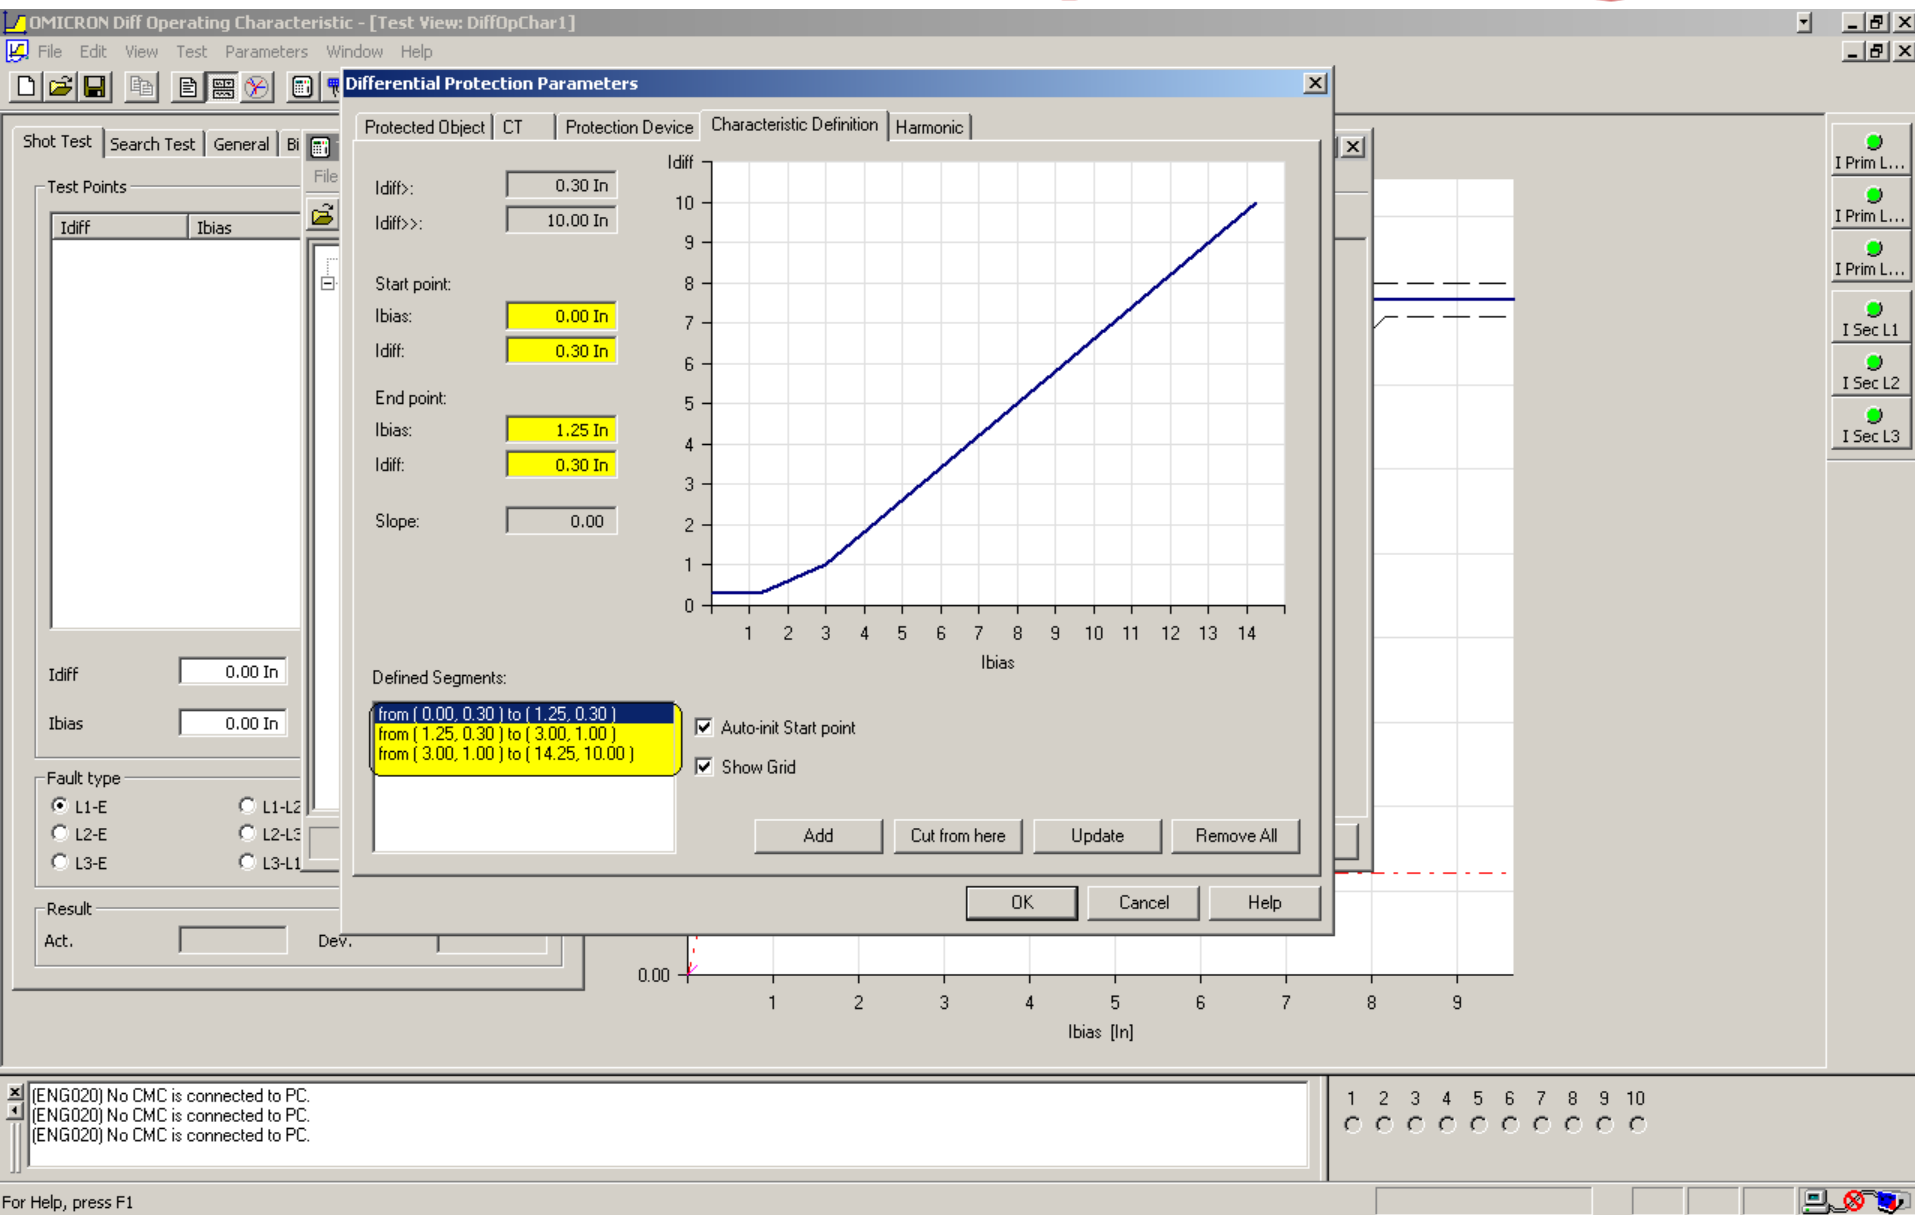 OMICRON Diff Operating Characteristic - [Test View: DiffOpChar1]
File Edit View Test Parameters Window Help
Differential Protection Parameters
Protected Object CT Protection Device Characteristic Definition Harmonic
Idiff>: 0.30 In
Idiff>>: 10.00 In
Start point:
Ibias: 0.00 In
Idiff: 0.30 In
End point:
Ibias: 1.25 In
Idiff: 0.30 In
Slope: 0.00
Idiff
10
9
8
7
6
5
4
3
2
1
0
1 2 3 4 5 6 7 8 9 10 11 12 13 14
Ibias
Defined Segments:
from ( 0.00, 0.30 ) to ( 1.25, 0.30 )
from ( 1.25, 0.30 ) to ( 3.00, 1.00 )
from ( 3.00, 1.00 ) to ( 14.25, 10.00 )
Auto-init Start point
Show Grid
Add Cut from here Update Remove All
OK Cancel Help
Shot Test Search Test General Bi
File
Test Points
Idiff Ibias
Idiff 0.00 In
Ibias 0.00 In
Fault type
L1-E L1-L2
L2-E L2-L3
L3-E L3-L1
Result
Act. Dev.
0.00
1 2 3 4 5 6 7 8 9
Ibias [In]
I Prim L...
I Prim L...
I Prim L...
I Sec L1
I Sec L2
I Sec L3
(ENG020) No CMC is connected to PC.
(ENG020) No CMC is connected to PC.
(ENG020) No CMC is connected to PC.
1 2 3 4 5 6 7 8 9 10
For Help, press F1